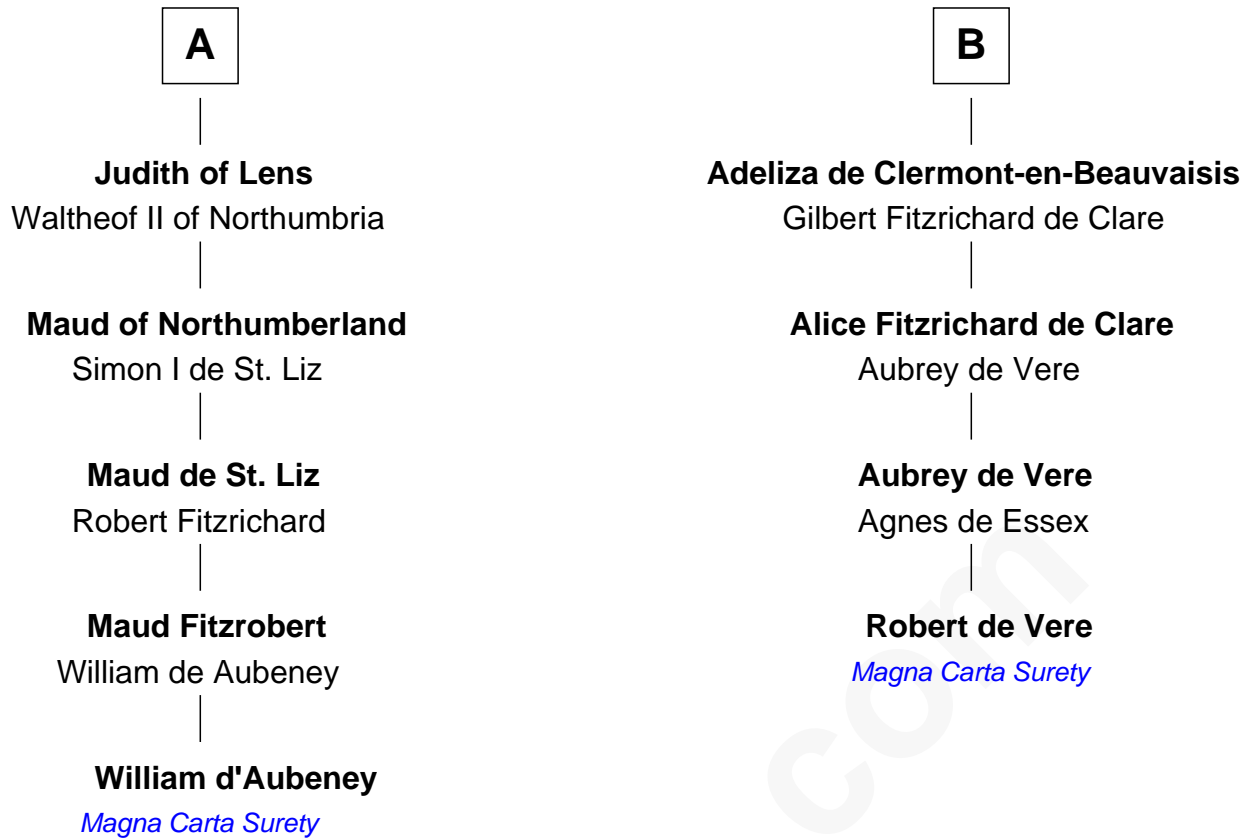 A
Judith of Lens
Waltheof II of Northumbria
Maud of Northumberland
Simon I de St. Liz
Maud de St. Liz
Robert Fitzrichard
Maud Fitzrobert
William de Aubeney
William d'Aubeney
Magna Carta Surety
B
Adeliza de Clermont-en-Beauvaisis
Gilbert Fitzrichard de Clare
Alice Fitzrichard de Clare
Aubrey de Vere
Aubrey de Vere
Agnes de Essex
Robert de Vere
Magna Carta Surety
com